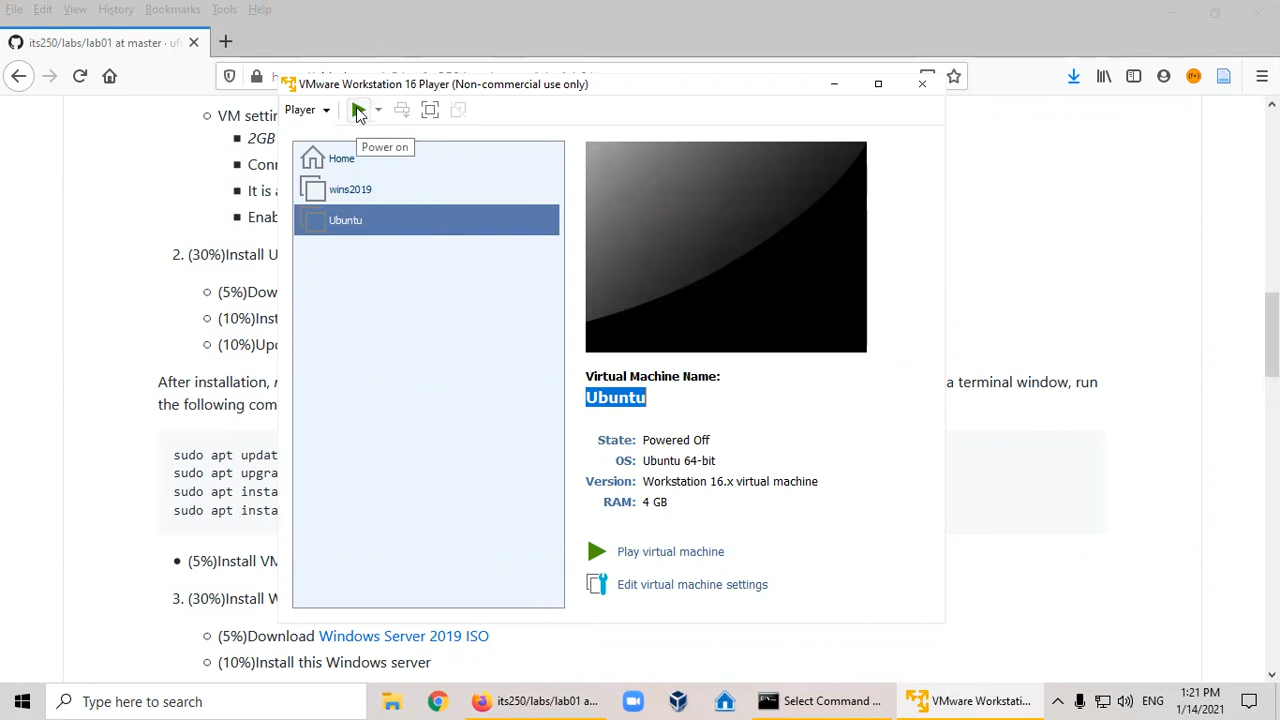 File Edit View History Bookmarks Tools Help
its250/labs/lab01 at master · uf
VMware Workstation 16 Player (Non-commercial use only)
Player
Power on
Home
wins2019
Ubuntu
VM setti
2GB
Conn
It is a
Enab
2. (30%)Install U
(5%)Dow
(10%)Inst
(10%)Upd
After installation, r
a terminal window, run
the following com
sudo apt updat
sudo apt upgra
sudo apt insta
sudo apt insta
(5%)Install VM
3. (30%)Install W
(5%)Download Windows Server 2019 ISO
(10%)Install this Windows server
Virtual Machine Name:
Ubuntu
State: Powered Off
OS: Ubuntu 64-bit
Version: Workstation 16.x virtual machine
RAM: 4 GB
Play virtual machine
Edit virtual machine settings
Type here to search
its250/labs/lab01 a...
Select Command ...
VMware Workstati...
ENG
1:21 PM
1/14/2021